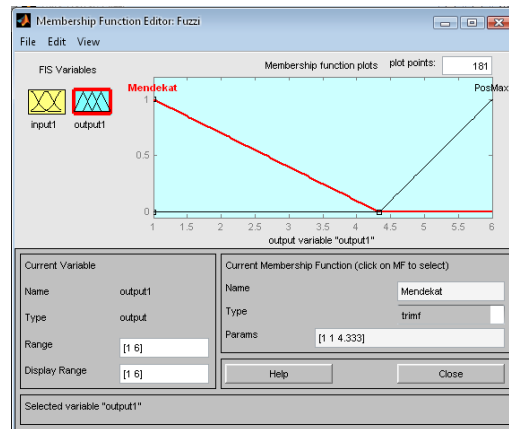 Membership Function Editor: Fuzzi
File Edit View
FIS Variables
input1 output1
Membership function plots plot points: 181
Mendekat PosMax
1
0.5
0
1 1.5 2 2.5 3 3.5 4 4.5 5 5.5 6
output variable "output1"
Current Variable
Name output1
Type output
Range [1 6]
Display Range [1 6]
Current Membership Function (click on MF to select)
Name Mendekat
Type trimf
Params [1 1 4.333]
Help Close
Selected variable "output1"